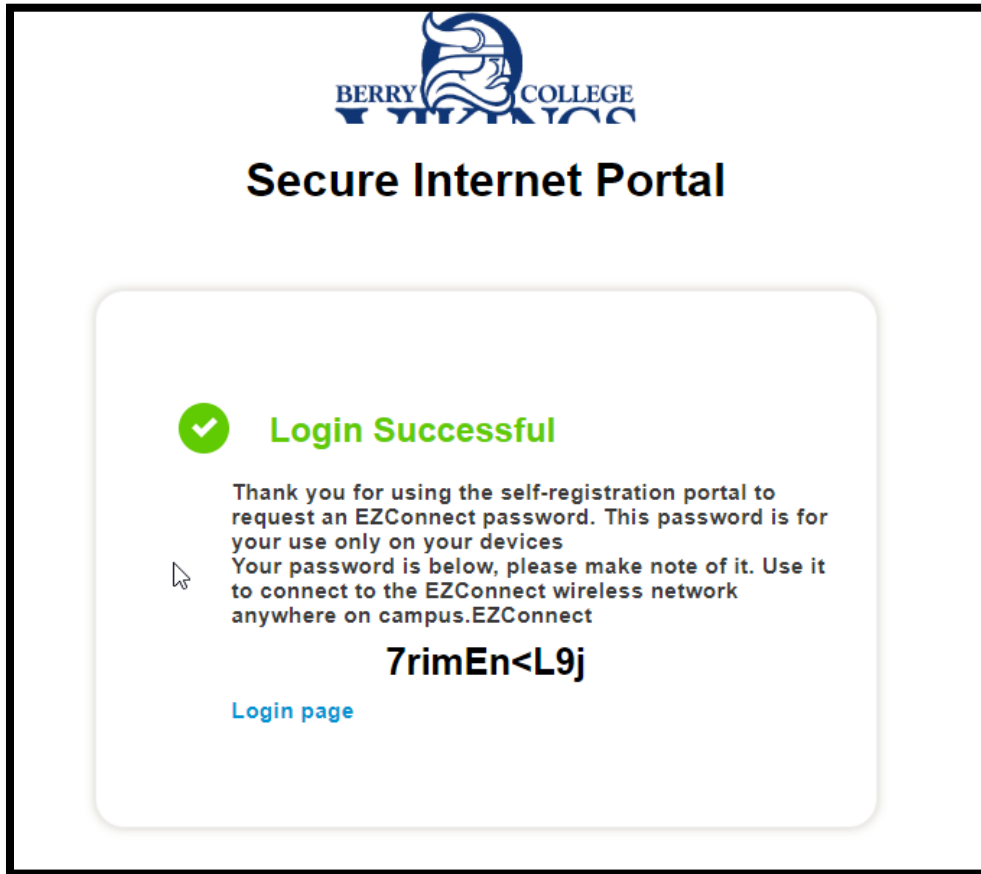 BERRY COLLEGE
VIKINGS
Secure Internet Portal
Login Successful
Thank you for using the self-registration portal to
request an EZConnect password. This password is for
your use only on your devices
Your password is below, please make note of it. Use it
to connect to the EZConnect wireless network
anywhere on campus.EZConnect
7rimEn<L9j
Login page